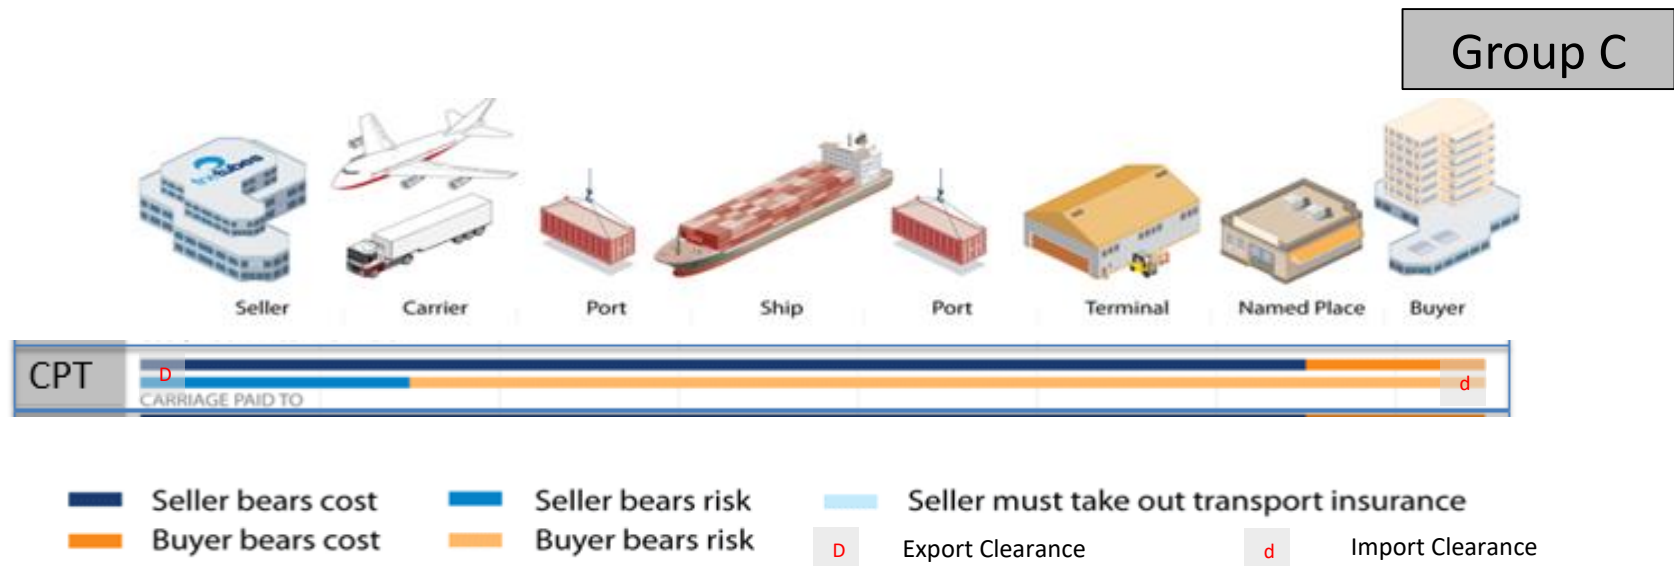 Group C
Seller Carrier Port Ship Port Terminal Named Place Buyer
CPT
D
d
CARRIAGE PAID TO
Seller bears cost Seller bears risk Seller must take out transport insurance
Buyer bears cost Buyer bears risk D Export Clearance d Import Clearance